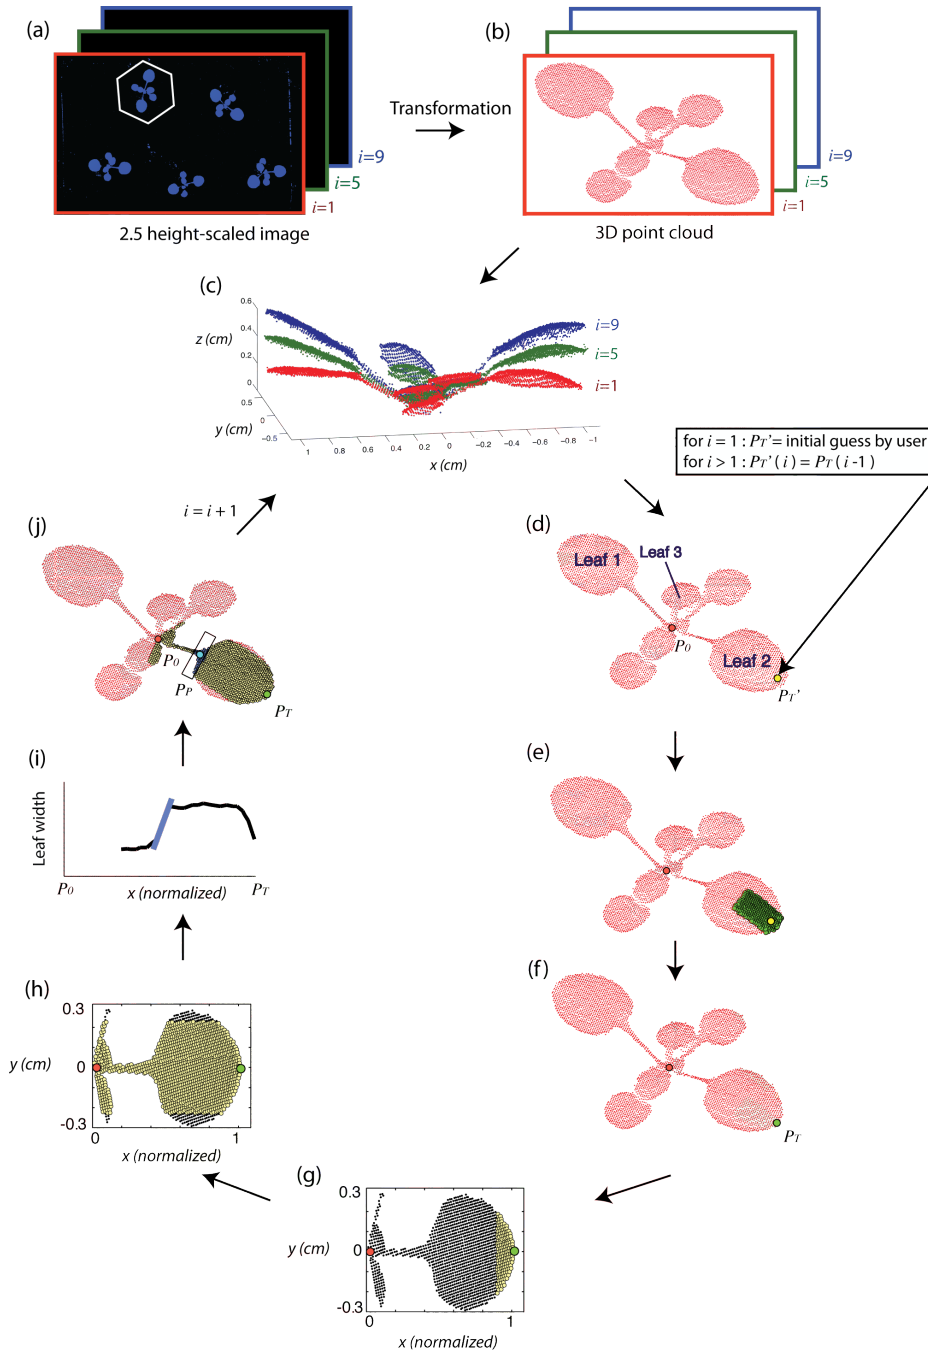 (a)
i=9
i=5
i=1
2.5 height-scaled image
Transformation
(b)
i=9
i=5
i=1
3D point cloud
(c)
0.6
0.4
0.2
0
z (cm)
0.5
0
-0.5
y (cm)
1 0.8 0.6 0.4 0.2 0 -0.2 -0.4 -0.6 -0.8 -1
x (cm)
i=9
i=5
i=1
for i = 1 : PT'= initial guess by user
for i > 1 : PT' ( i ) = PT ( i -1 )
(d)
Leaf 1
Leaf 3
P0
Leaf 2
PT'
(e)
(f)
PT
(g)
0.3
y (cm) 0
-0.3
0 1
x (normalized)
(h)
0.3
y (cm) 0
-0.3
0 1
x (normalized)
(i)
Leaf width
P0 PT
x (normalized)
(j)
P0
PP
PT
i = i + 1